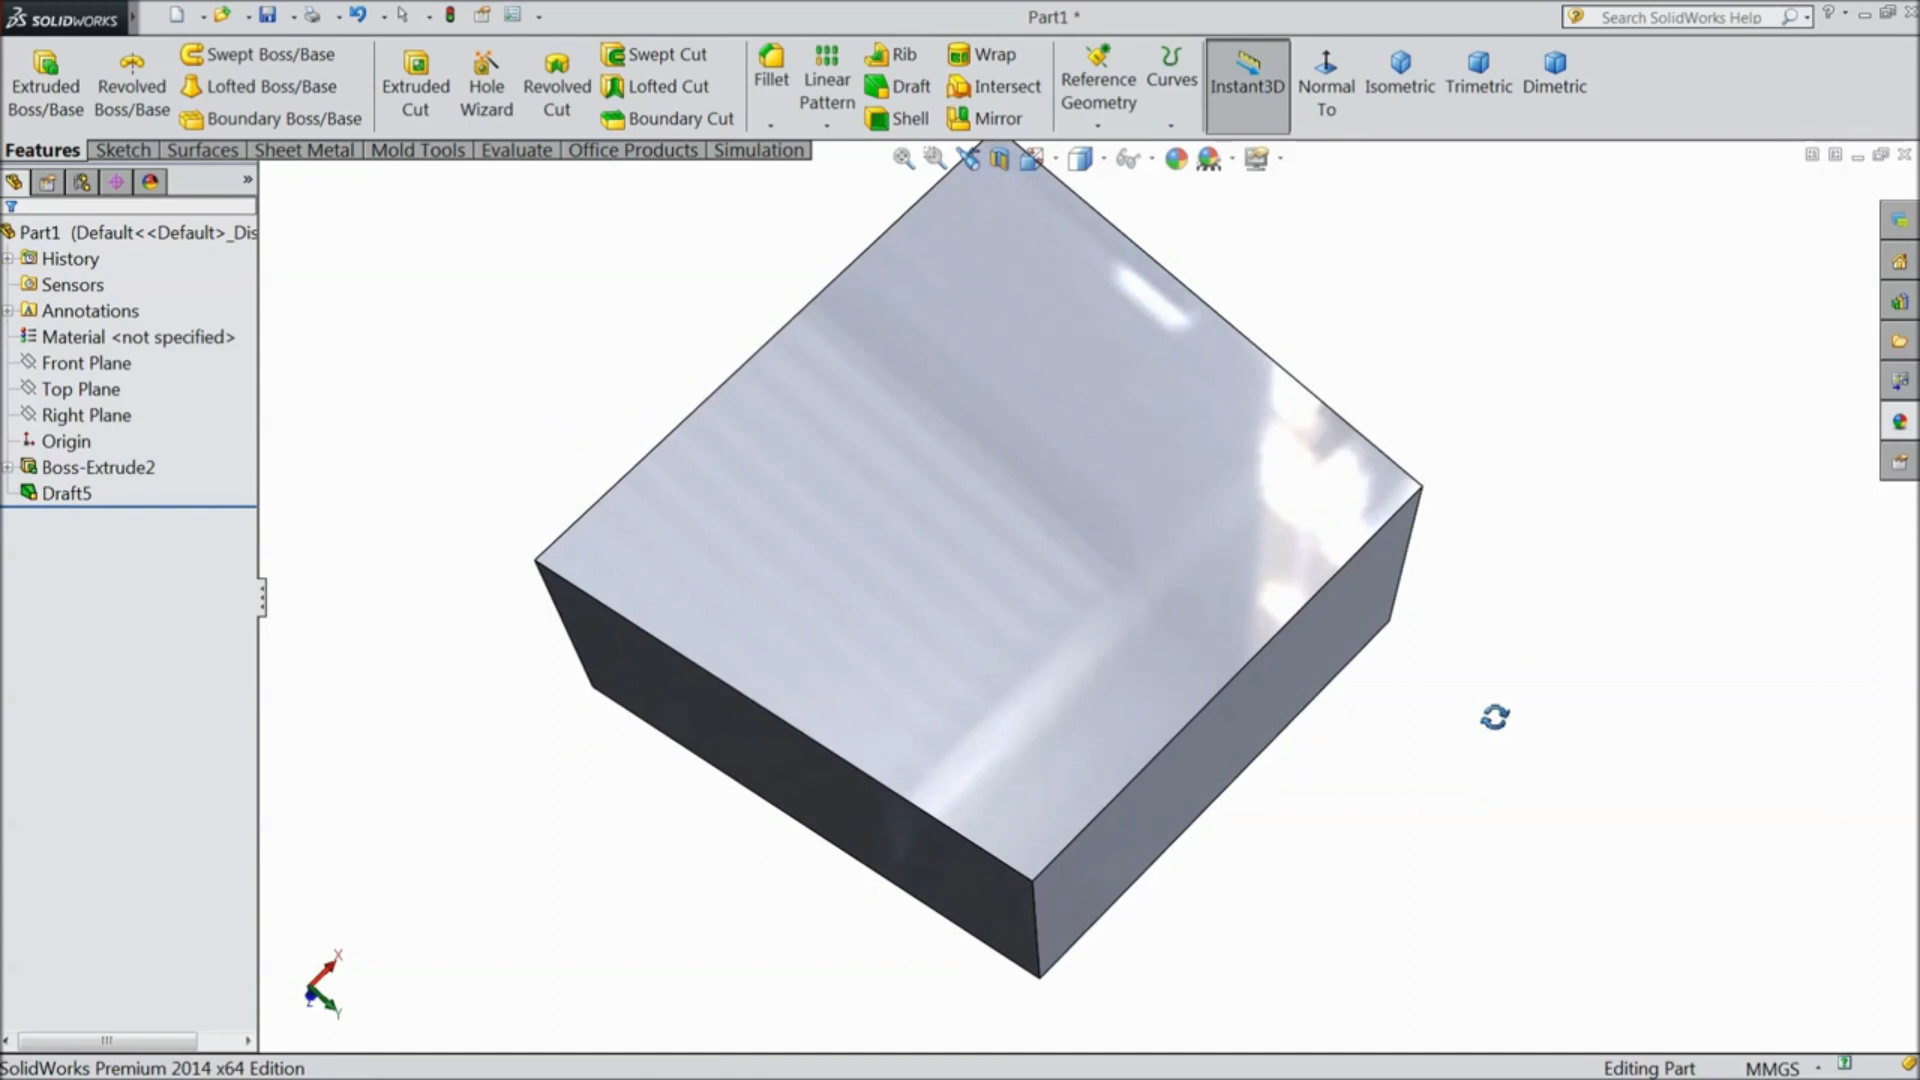 SOLIDWORKS
Part1 *
Search SolidWorks Help
Extruded Boss/Base
Revolved Boss/Base
Swept Boss/Base
Lofted Boss/Base
Boundary Boss/Base
Extruded Cut
Hole Wizard
Revolved Cut
Swept Cut
Lofted Cut
Boundary Cut
Fillet
Linear Pattern
Rib
Draft
Shell
Wrap
Intersect
Mirror
Reference Geometry
Curves
Instant3D
Normal To
Isometric
Trimetric
Dimetric
Features
Sketch
Surfaces
Sheet Metal
Mold Tools
Evaluate
Office Products
Simulation
Part1 (Default<<Default>_Dis
History
Sensors
Annotations
Material <not specified>
Front Plane
Top Plane
Right Plane
Origin
Boss-Extrude2
Draft5
X
Y
Z
SolidWorks Premium 2014 x64 Edition
Editing Part
MMGS